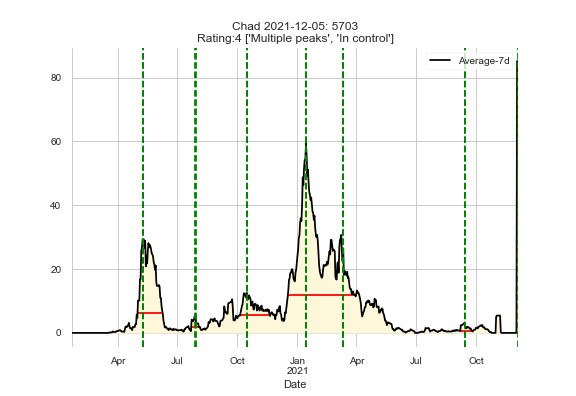 Chad 2021-12-05: 5703
Rating:4 ['Multiple peaks', 'In control']
Average-7d
80
60
40
20
0
Apr Jul Oct Jan Apr Jul Oct
2021
Date